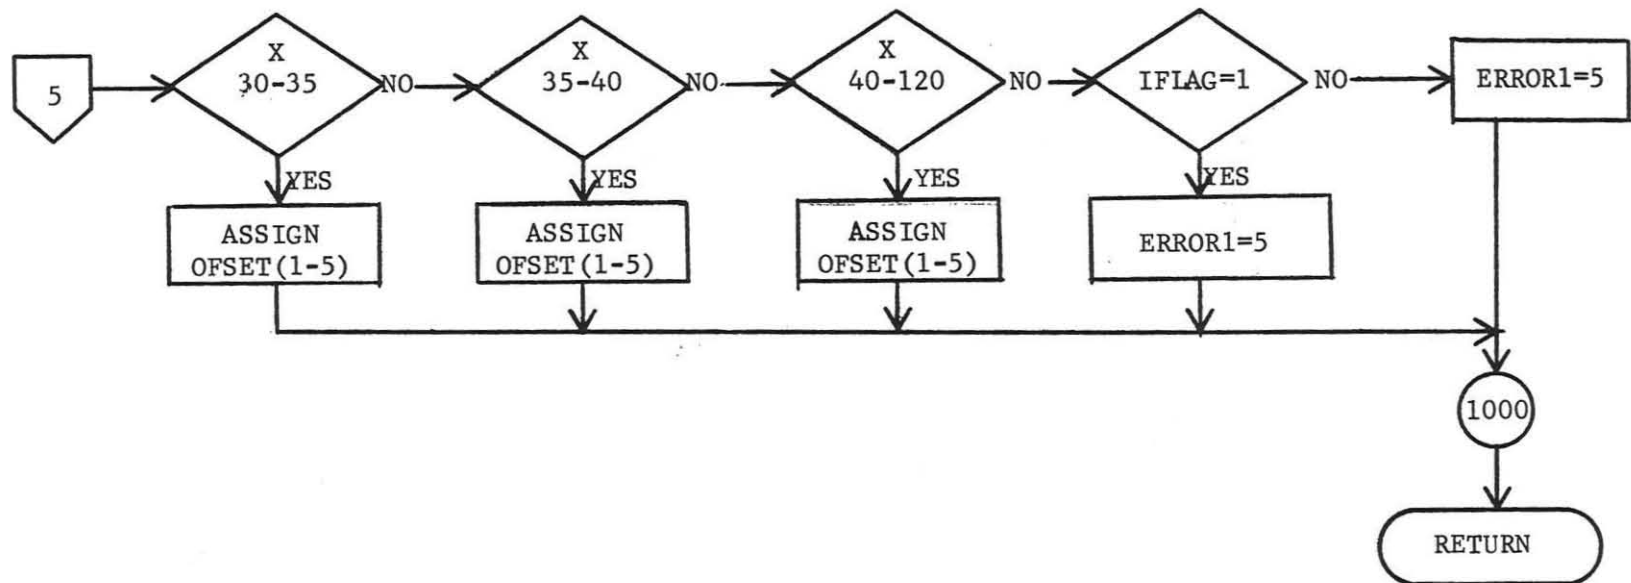 5
X
30-35
NO
X
35-40
NO
X
40-120
NO
IFLAG=1
NO
ERROR1=5
YES
YES
YES
YES
ASSIGN
OFSET(1-5)
ASSIGN
OFSET(1-5)
ASSIGN
OFSET(1-5)
ERROR1=5
1000
RETURN